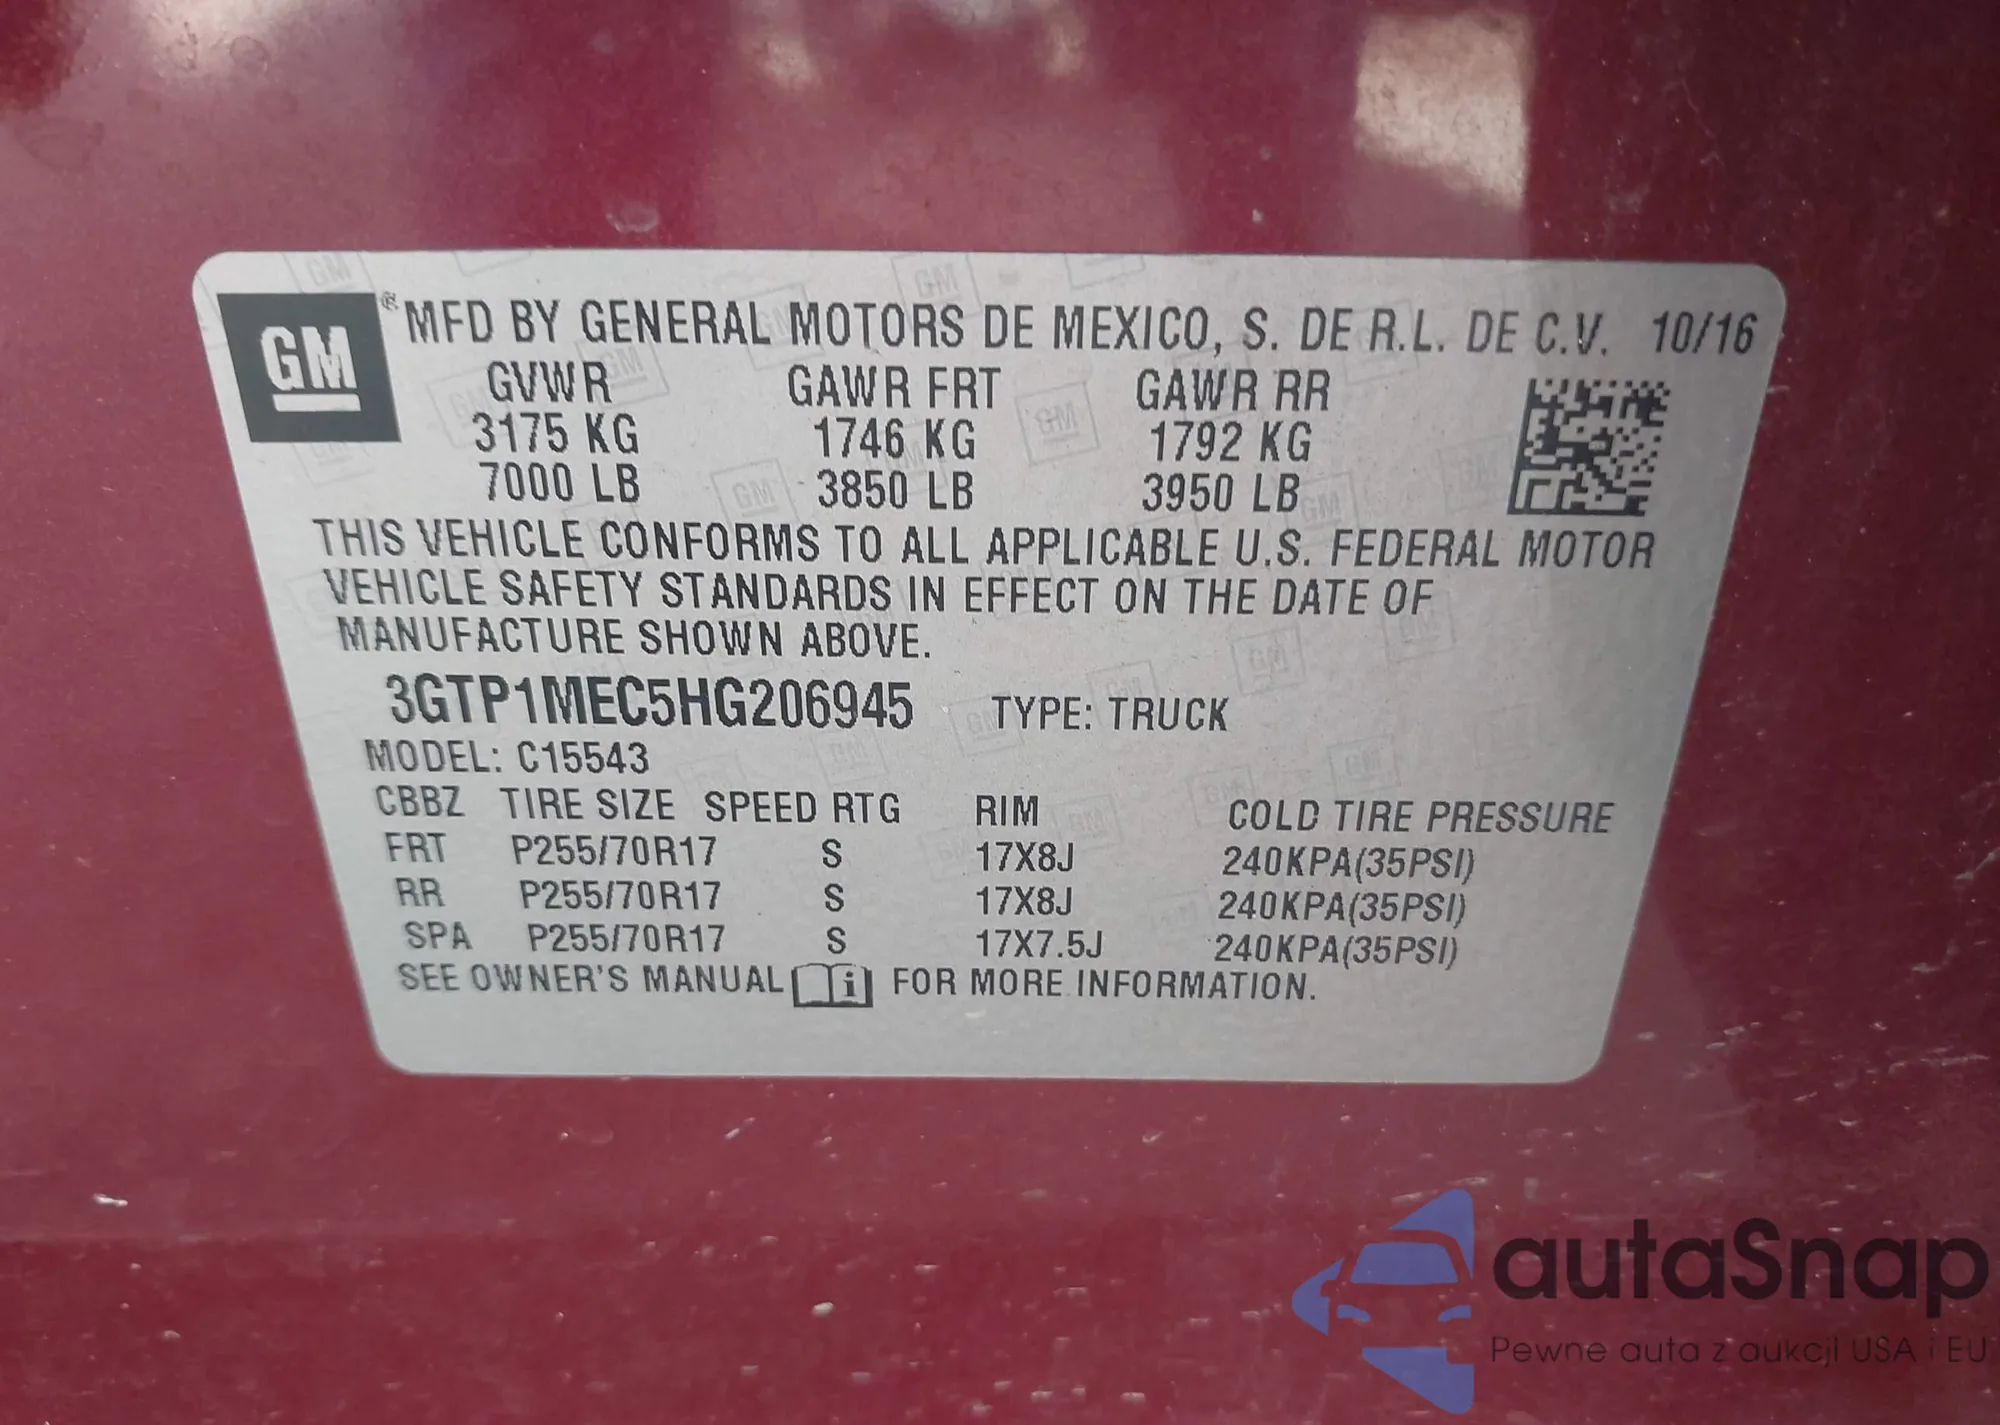 GM
® MFD BY GENERAL MOTORS DE MEXICO, S. DE R.L. DE C.V. 10/16
GVWR GAWR FRT GAWR RR
3175 KG 1746 KG 1792 KG
7000 LB 3850 LB 3950 LB
THIS VEHICLE CONFORMS TO ALL APPLICABLE U.S. FEDERAL MOTOR
VEHICLE SAFETY STANDARDS IN EFFECT ON THE DATE OF
MANUFACTURE SHOWN ABOVE.
3GTP1MEC5HG206945 TYPE: TRUCK
MODEL: C15543
CBBZ TIRE SIZE SPEED RTG RIM COLD TIRE PRESSURE
FRT P255/70R17 S 17X8J 240KPA(35PSI)
RR P255/70R17 S 17X8J 240KPA(35PSI)
SPA P255/70R17 S 17X7.5J 240KPA(35PSI)
SEE OWNER'S MANUAL i FOR MORE INFORMATION.
autaSnap
Pewne auta z aukcji USA i EU